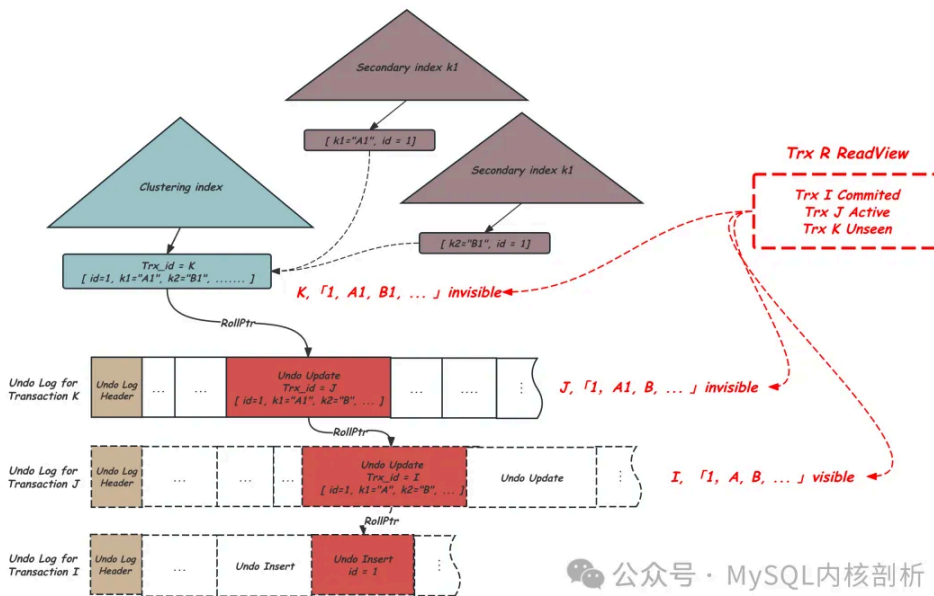 Secondary index k1
[ k1="A1", id = 1]
Secondary index k1
[ k2="B1", id = 1]
Clustering index
Trx_id = K
[ id=1, k1="A1", k2="B1", ....... ]
Trx R ReadView
Trx I Commited
Trx J Active
Trx K Unseen
K, 「1, A1, B1, ... 」invisible
RollPtr
Undo Log for
Transaction K
Undo Log
Header
...
....
Undo Update
Trx_id = J
[ id=1, k1="A1", k2="B", ... ]
...
....
...
J, 「1, A1, B, ... 」invisible
RollPtr
Undo Log for
Transaction J
Undo Log
Header
...
...
...
Undo Update
Trx_id = I
[ id=1, k1="A", k2="B", ... ]
Undo Update
...
I, 「1, A, B, ... 」visible
RollPtr
Undo Log for
Transaction I
Undo Log
Header
...
Undo Insert
Undo Insert
id = 1
...
公众号 · MySQL内核剖析